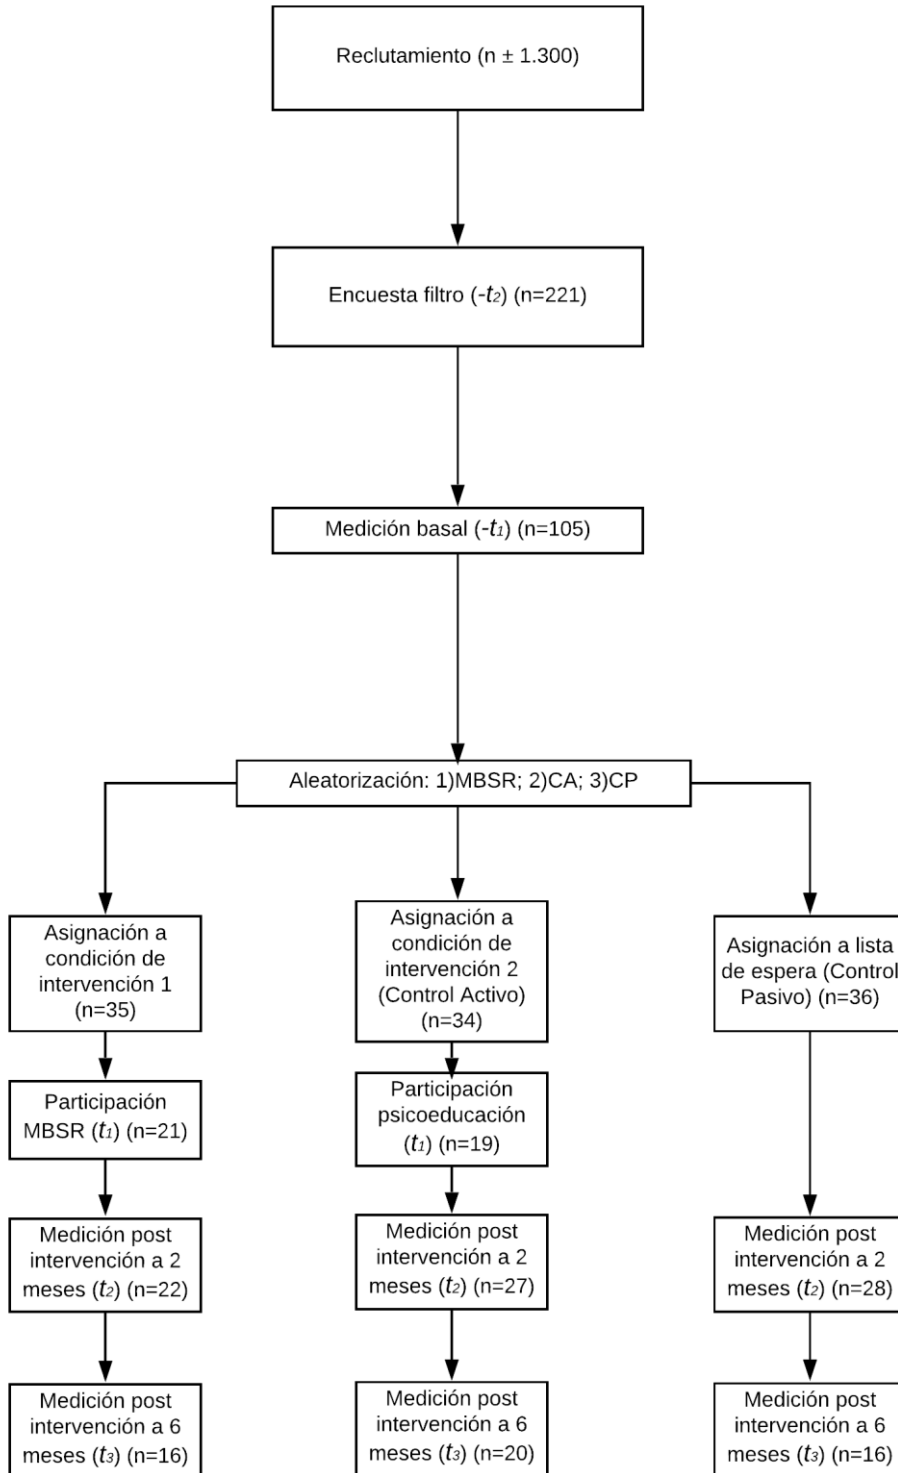 Reclutamiento (n ± 1.300)
Encuesta filtro (-t2) (n=221)
Medición basal (-t1) (n=105)
Aleatorización: 1)MBSR; 2)CA; 3)CP
Asignación a
condición de
intervención 1
(n=35)
Asignación a
condición de
intervención 2
(Control Activo)
(n=34)
Asignación a lista
de espera (Control
Pasivo) (n=36)
Participación
MBSR (t1) (n=21)
Participación
psicoeducación
(t1) (n=19)
Medición post
intervención a 2
meses (t2) (n=22)
Medición post
intervención a 2
meses (t2) (n=27)
Medición post
intervención a 2
meses (t2) (n=28)
Medición post
intervención a 6
meses (t3) (n=16)
Medición post
intervención a 6
meses (t3) (n=20)
Medición post
intervención a 6
meses (t3) (n=16)